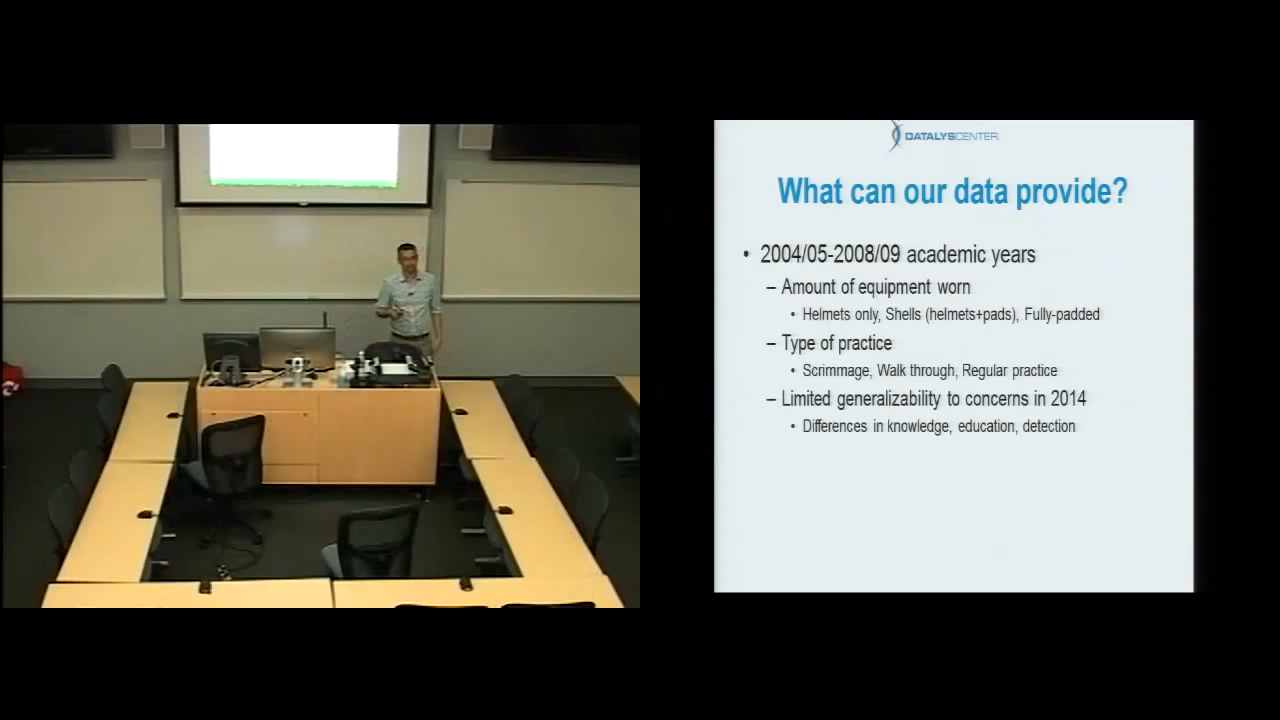 DATALYSCENTER
What can our data provide?
• 2004/05-2008/09 academic years
– Amount of equipment worn
• Helmets only, Shells (helmets+pads), Fully-padded
– Type of practice
• Scrimmage, Walk through, Regular practice
– Limited generalizability to concerns in 2014
• Differences in knowledge, education, detection